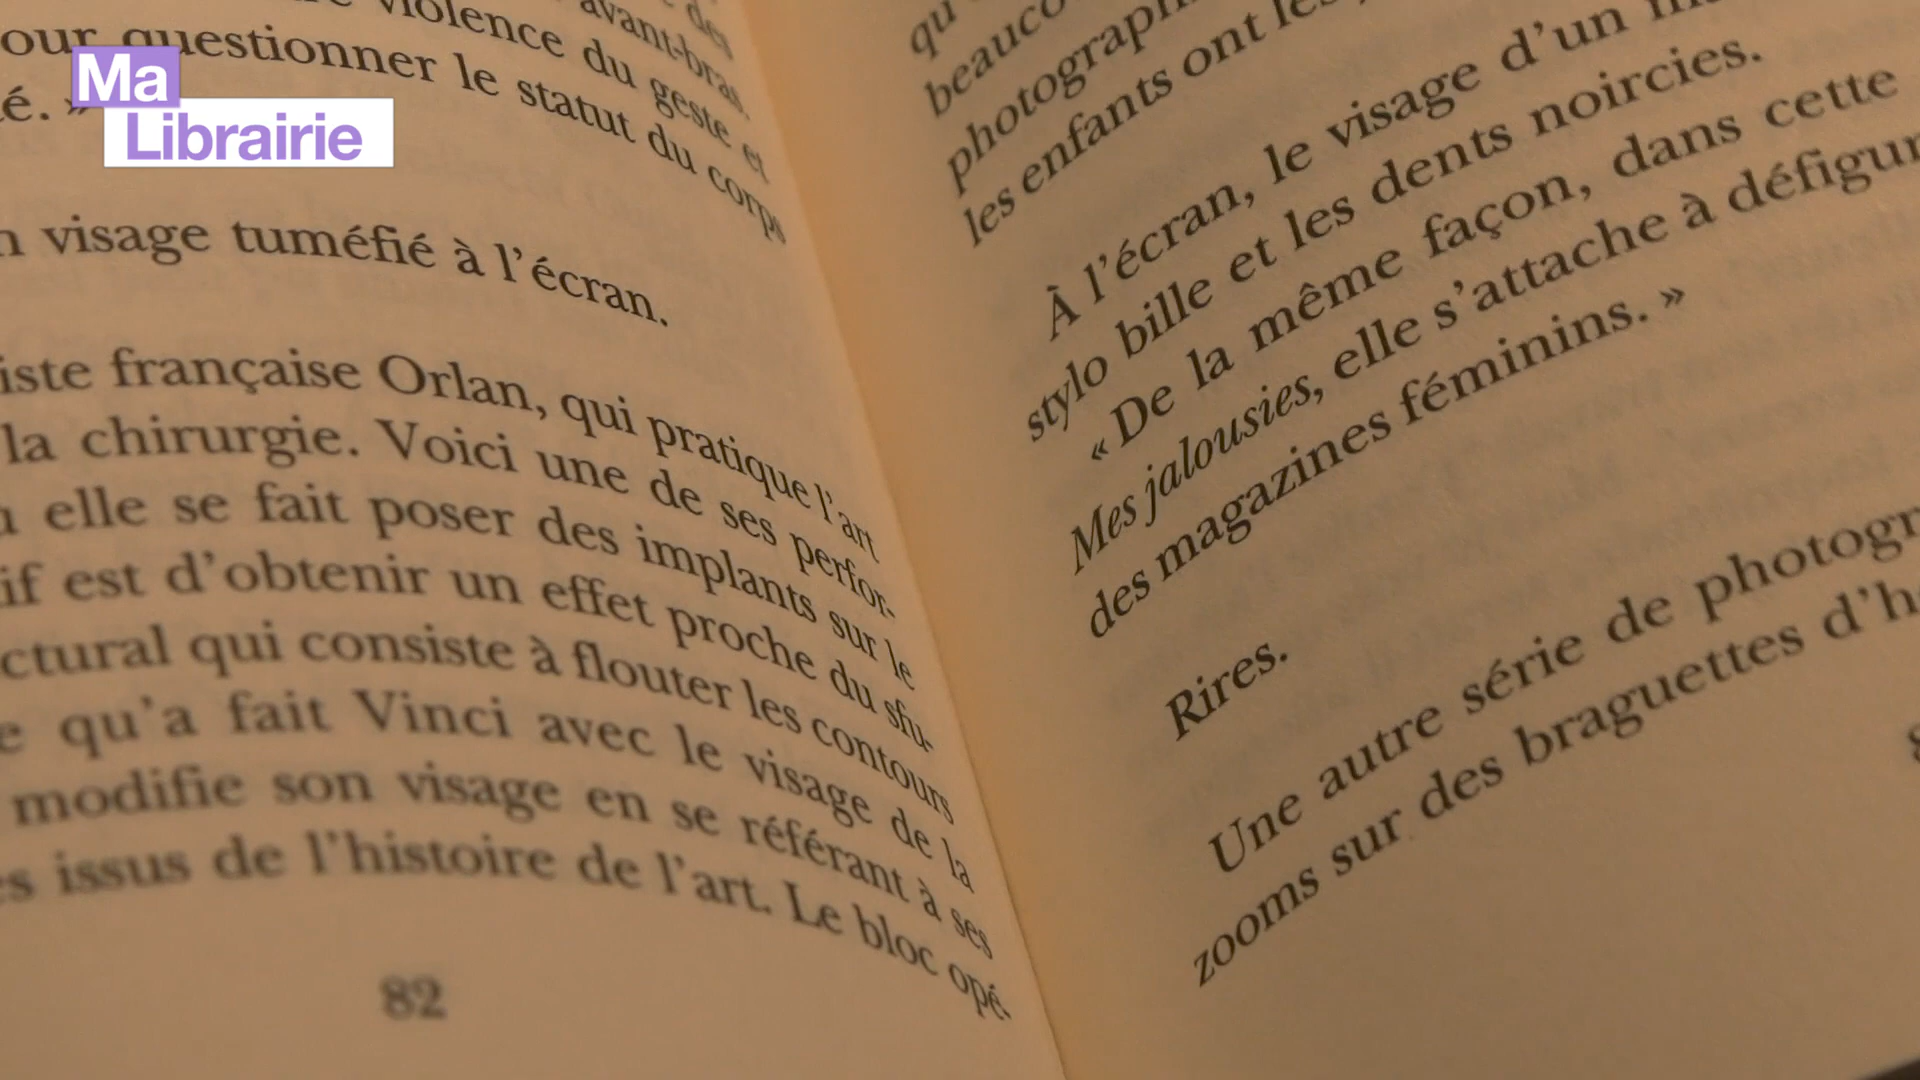 Ma
Librairie
violence du geste et
avant-bras.
our questionner le statut du corps
é. »
visage tuméfié à l'écran.
iste française Orlan, qui pratique l'art
la chirurgie. Voici une de ses perfor-
elle se fait poser des implants sur le
if est d'obtenir un effet proche du sfu-
ctural qui consiste à flouter les contours
e qu'a fait Vinci avec le visage de la
modifie son visage en se référant à ses
es issus de l'histoire de l'art. Le bloc opé-
82
qu'
beauco
photograph
les enfants ont les
À l'écran, le visage d'un
stylo bille et les dents noircies.
« De la même façon, dans cette
Mes jalousies, elle s'attache à défigur
des magazines féminins. »
Rires.
Une autre série de photogr
zooms sur des braguettes d'h